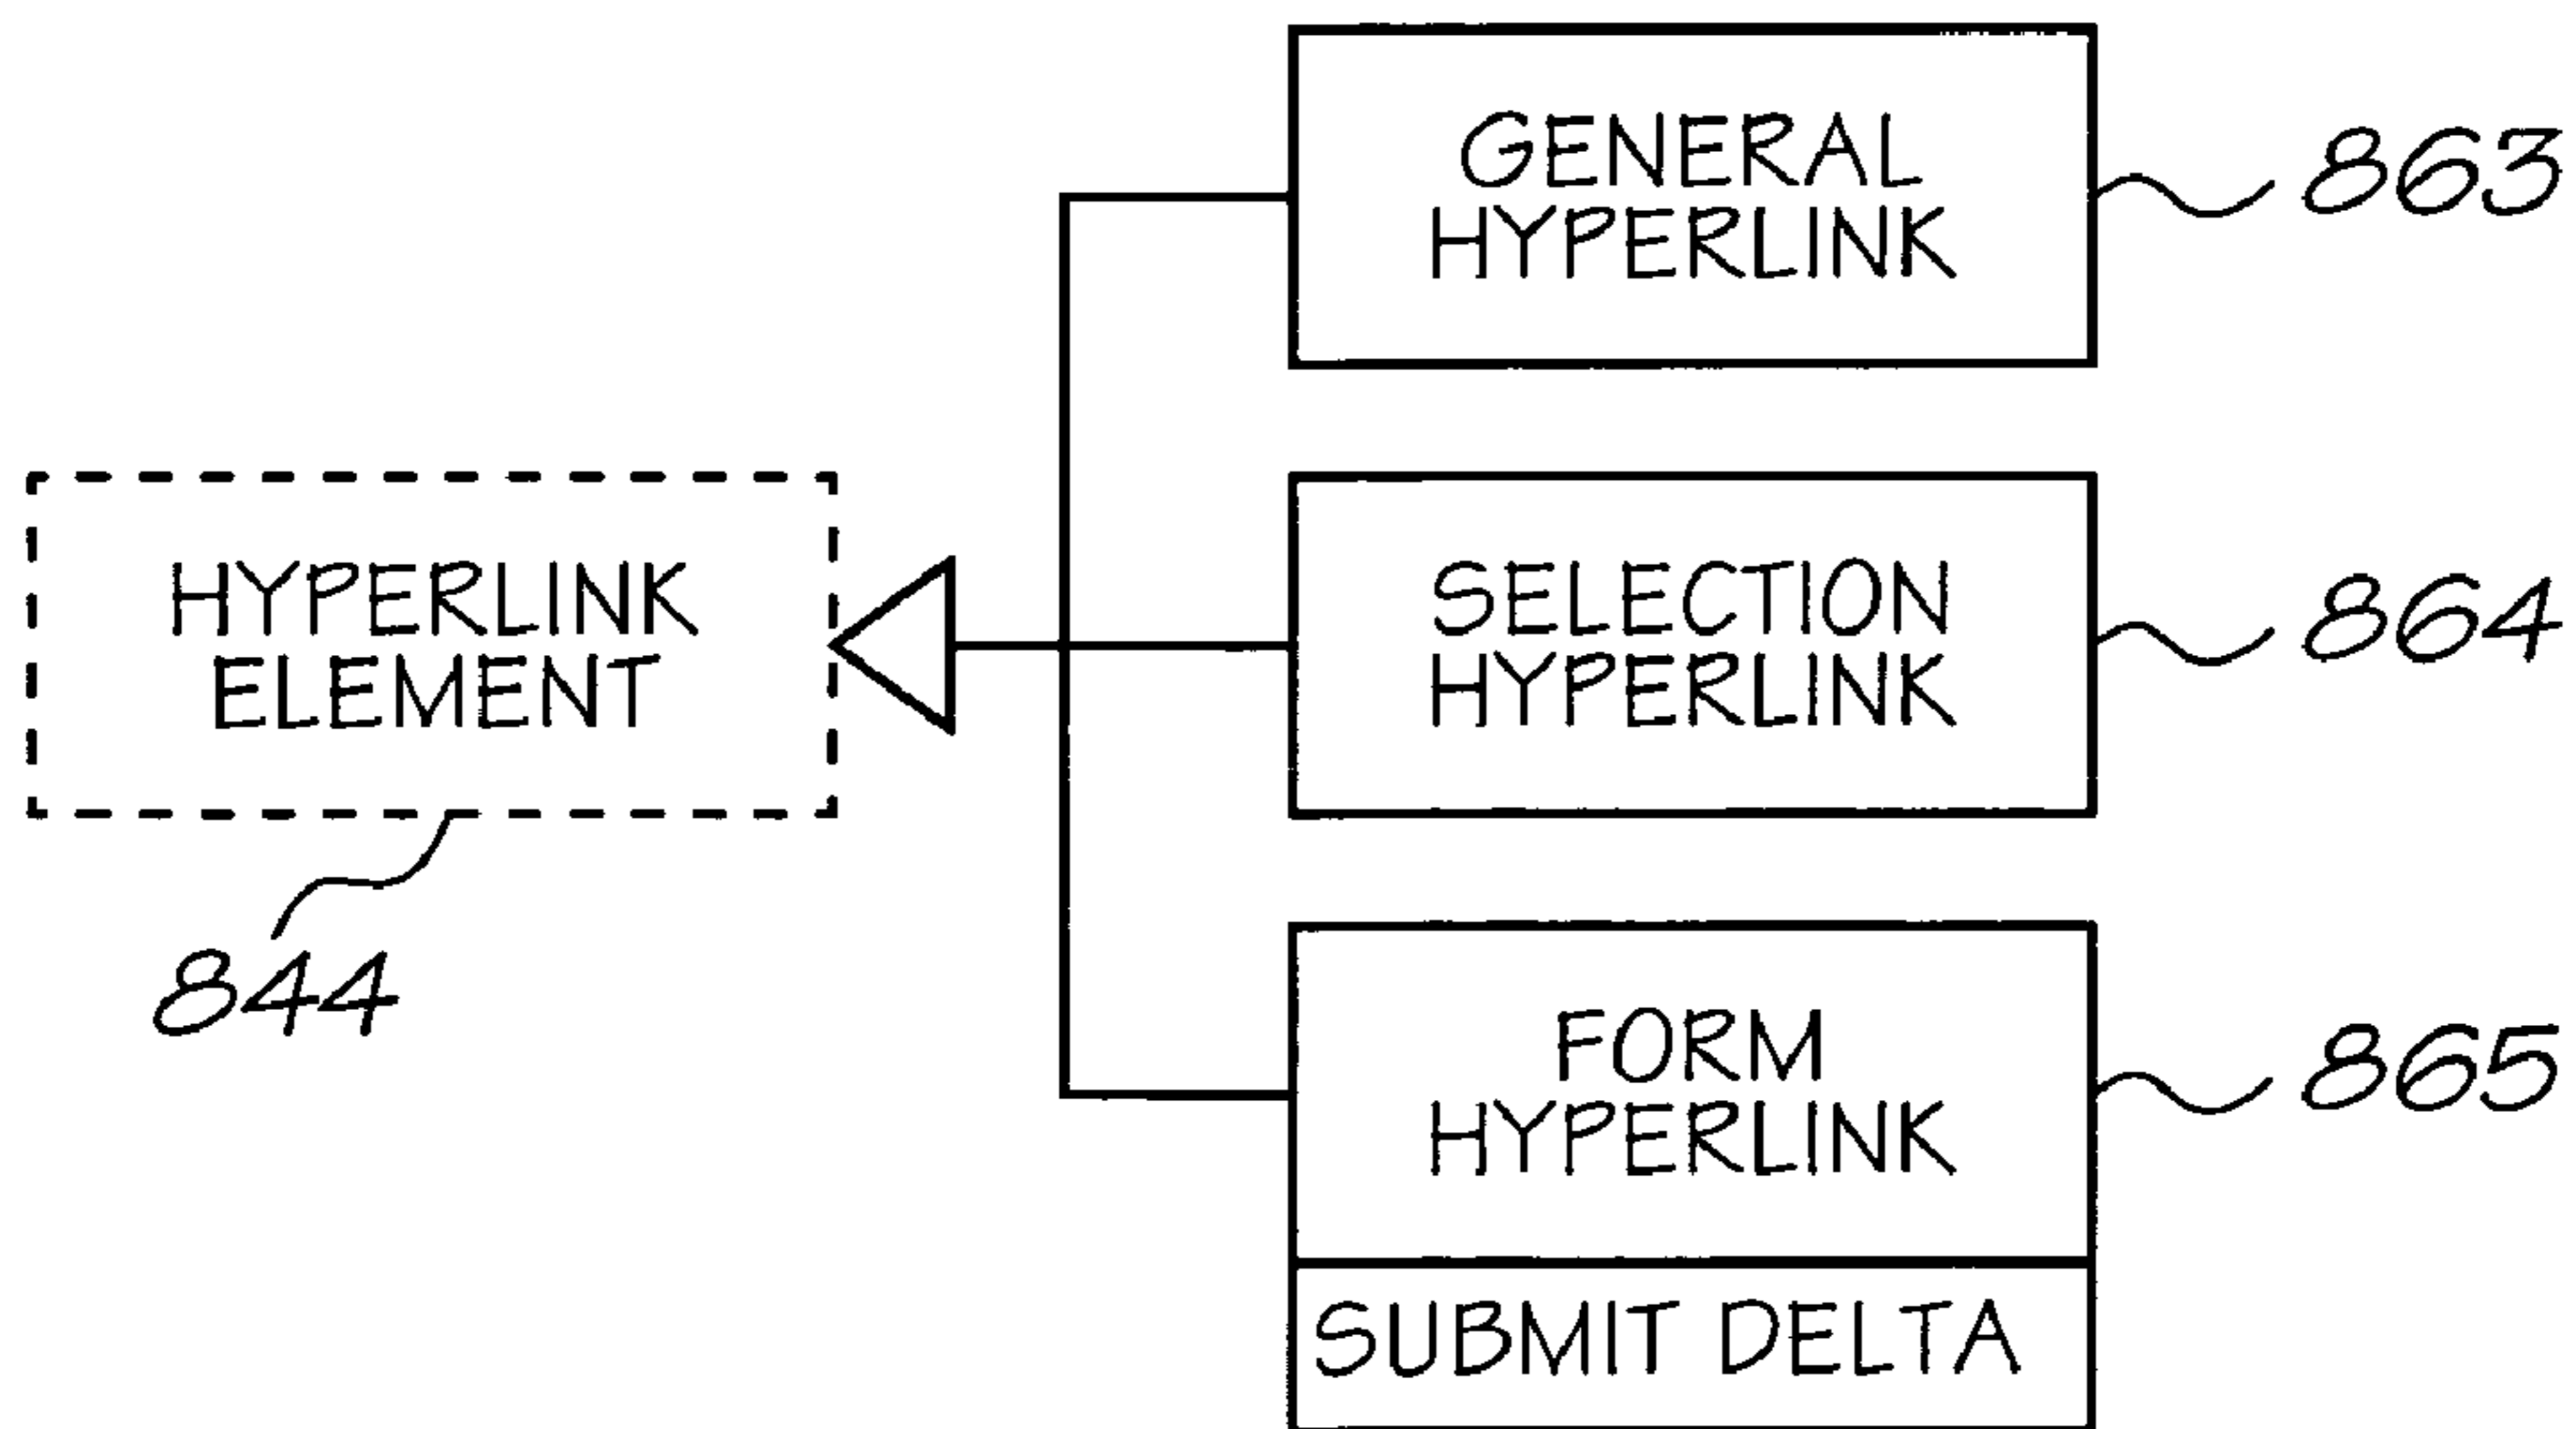 GENERAL
HYPERLINK
863
HYPERLINK
ELEMENT
844
SELECTION
HYPERLINK
864
FORM
HYPERLINK
865
SUBMIT DELTA